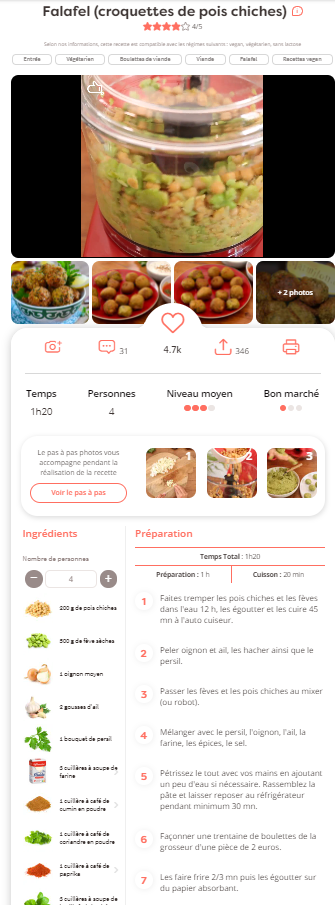 Falafel (croquettes de pois chiches)
4/5
Selon nos informations, cette recette est compatible avec les régimes suivants : vegan, végétarien, sans lactose
Entrée
Végétarien
Boulettes de viande
Viande
Falafel
Recettes vegan
+ 2 photos
31
4.7k
346
Temps
Personnes
Niveau moyen
Bon marché
1h20
4
Le pas à pas photos vous
accompagne pendant la
réalisation de la recette
Voir le pas à pas
1
2
3
Ingrédients
Nombre de personnes
−
4
+
200 g de pois chiches
300 g de fève sèches
1 oignon moyen
2 gousses d'ail
1 bouquet de persil
3 cuillères à soupe de
farine
1 cuillère à café de
cumin en poudre
1 cuillère à café de
coriandre en poudre
1 cuillère à café de
paprika
3 cuillères à soupe de
Préparation
Temps Total : 1h20
Préparation : 1 h
Cuisson : 20 min
1
Faites tremper les pois chiches et les fèves
dans l'eau 12 h, les égoutter et les cuire 45
mn à l'auto cuiseur.
2
Peler oignon et ail, les hacher ainsi que le
persil.
3
Passer les fèves et les pois chiches au mixer
(ou robot).
4
Mélanger avec le persil, l'oignon, l'ail, la
farine, les épices, le sel.
5
Pétrissez le tout avec vos mains en ajoutant
un peu d'eau si nécessaire. Rassemblez la
pâte et laisser reposer au réfrigérateur
pendant minimum 30 mn.
6
Façonner une trentaine de boulettes de la
grosseur d'une pièce de 2 euros.
7
Les faire frire 2/3 mn puis les égoutter sur
du papier absorbant.